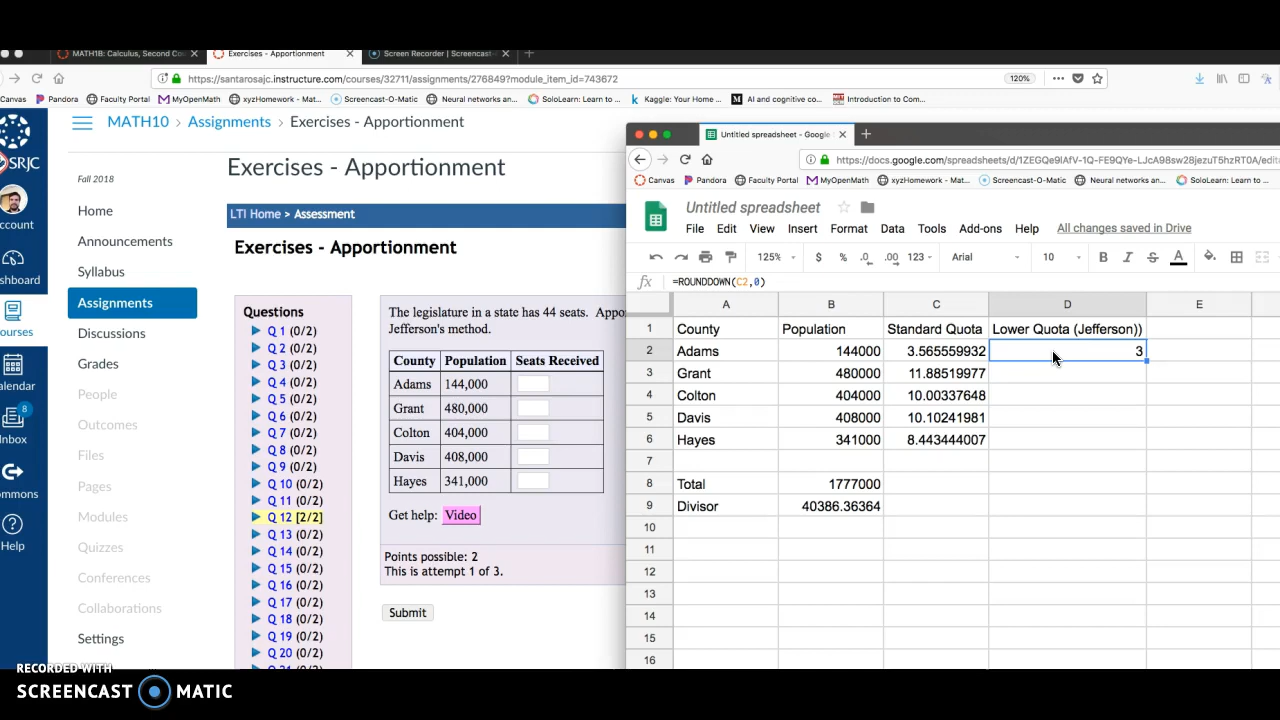 MATH1B: Calculus, Second Co
Exercises - Apportionment
Screen Recorder | Screencast-
https://santarosajc.instructure.com/courses/32711/assignments/276849?module_item_id=743672
120%
Canvas
Pandora
Faculty Portal
MyOpenMath
xyzHomework - Mat...
Screencast-O-Matic
Neural networks an...
SoloLearn: Learn to ...
Kaggle: Your Home ...
AI and cognitive co...
Introduction to Com...
MATH10 > Assignments > Exercises - Apportionment
SRJC
ccount
shboard
ourses
alendar
8
Inbox
ommons
Help
Fall 2018
Home
Announcements
Syllabus
Assignments
Discussions
Grades
People
Outcomes
Files
Pages
Modules
Quizzes
Conferences
Collaborations
Settings
Exercises - Apportionment
LTI Home > Assessment
Exercises - Apportionment
Questions
Q 1 (0/2)
Q 2 (0/2)
Q 3 (0/2)
Q 4 (0/2)
Q 5 (0/2)
Q 6 (0/2)
Q 7 (0/2)
Q 8 (0/2)
Q 9 (0/2)
Q 10 (0/2)
Q 11 (0/2)
Q 12 [2/2]
Q 13 (0/2)
Q 14 (0/2)
Q 15 (0/2)
Q 16 (0/2)
Q 17 (0/2)
Q 18 (0/2)
Q 19 (0/2)
Q 20 (0/2)
The legislature in a state has 44 seats. Appo
Jefferson's method.
County Population Seats Received
Adams 144,000
Grant 480,000
Colton 404,000
Davis 408,000
Hayes 341,000
Get help: Video
Points possible: 2
This is attempt 1 of 3.
Submit
Untitled spreadsheet - Google
https://docs.google.com/spreadsheets/d/1ZEGQe9lAfV-1Q-FE9QYe-LJcA98sw28jezuT5hzRT0A/edit
Canvas
Pandora
Faculty Portal
MyOpenMath
xyzHomework - Mat...
Screencast-O-Matic
Neural networks an...
SoloLearn: Learn to ...
Untitled spreadsheet
File Edit View Insert Format Data Tools Add-ons Help All changes saved in Drive
125% $ % .0 .00 123 Arial 10 B I S A
fx =ROUNDDOWN(C2,0)
A B C D E
1 County Population Standard Quota Lower Quota (Jefferson))
2 Adams 144000 3.565559932 3
3 Grant 480000 11.88519977
4 Colton 404000 10.00337648
5 Davis 408000 10.10241981
6 Hayes 341000 8.443444007
7
8 Total 1777000
9 Divisor 40386.36364
10
11
12
13
14
15
16
RECORDED WITH
SCREENCAST MATIC